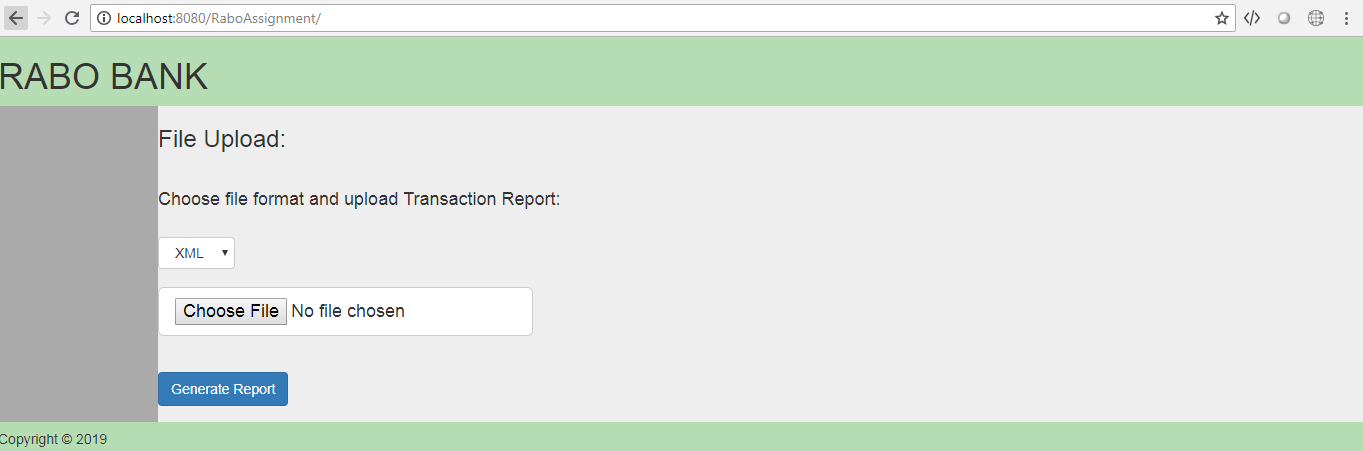 localhost:8080/RaboAssignment/
RABO BANK
File Upload:
Choose file format and upload Transaction Report:
XML
Choose File No file chosen
Generate Report
Copyright © 2019